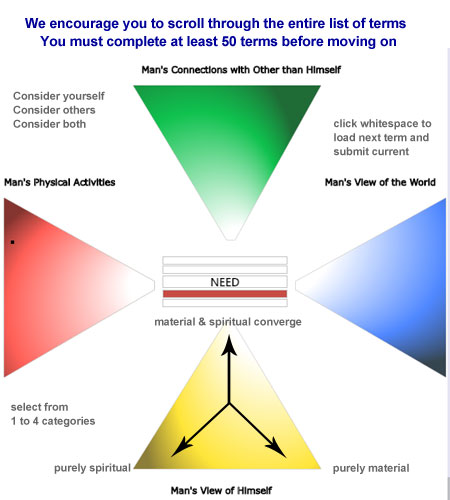 We encourage you to scroll through the entire list of terms
You must complete at least 50 terms before moving on
Man's Connections with Other than Himself
Consider yourself
Consider others
Consider both
click whitespace to
load next term and
submit current
Man's Physical Activities
Man's View of the World
NEED
material & spiritual converge
select from
1 to 4 categories
purely spiritual
purely material
Man's View of Himself